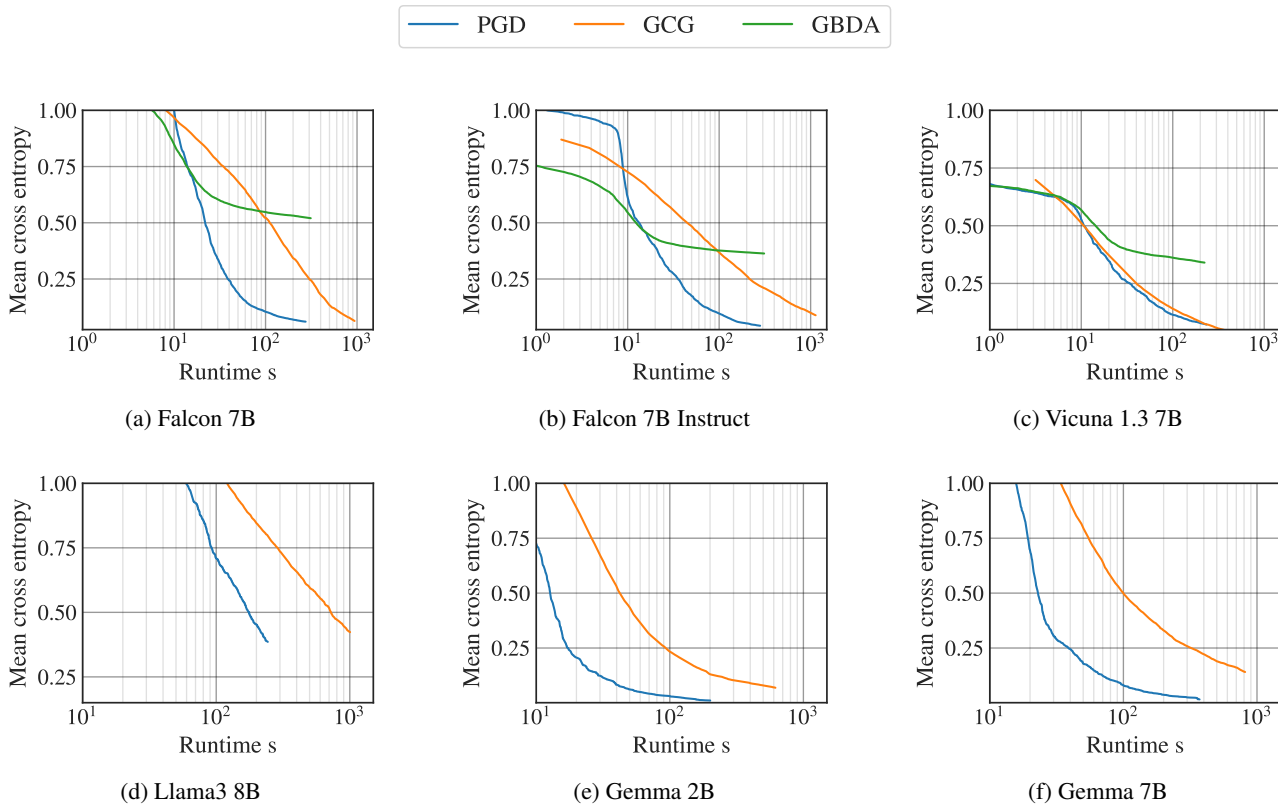 PGD GCG GBDA
Mean cross entropy
1.00
0.75
0.50
0.25
10^0 10^1 10^2 10^3
Runtime s
(a) Falcon 7B
Mean cross entropy
1.00
0.75
0.50
0.25
10^0 10^1 10^2 10^3
Runtime s
(b) Falcon 7B Instruct
Mean cross entropy
1.00
0.75
0.50
0.25
10^0 10^1 10^2 10^3
Runtime s
(c) Vicuna 1.3 7B
Mean cross entropy
1.00
0.75
0.50
0.25
10^1 10^2 10^3
Runtime s
(d) Llama3 8B
Mean cross entropy
1.00
0.75
0.50
0.25
10^1 10^2 10^3
Runtime s
(e) Gemma 2B
Mean cross entropy
1.00
0.75
0.50
0.25
10^1 10^2 10^3
Runtime s
(f) Gemma 7B